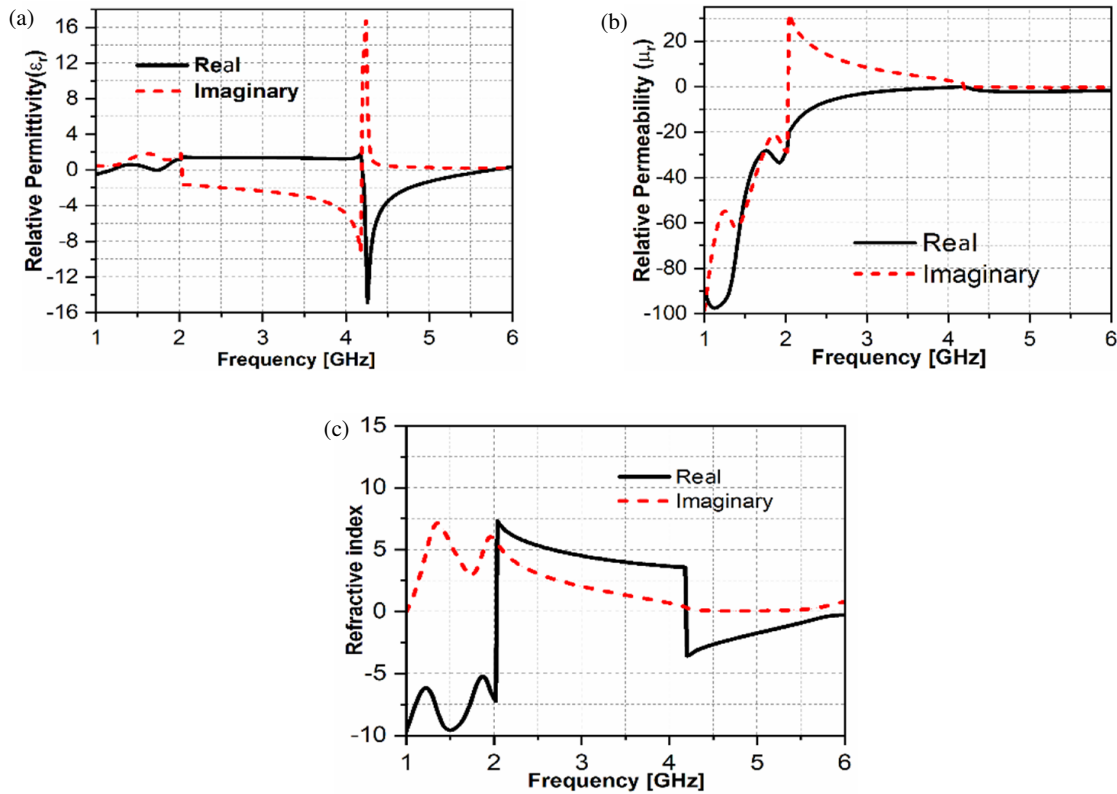 (a)
Relative Permittivity(εr)
16
12
8
4
0
-4
-8
-12
-16
Real
Imaginary
1 2 3 4 5 6
Frequency [GHz]
(b)
Relative Permeability (μr)
20
0
-20
-40
-60
-80
-100
Real
Imaginary
1 2 3 4 5 6
Frequency [GHz]
(c)
Refractive index
15
10
5
0
-5
-10
Real
Imaginary
1 2 3 4 5 6
Frequency [GHz]